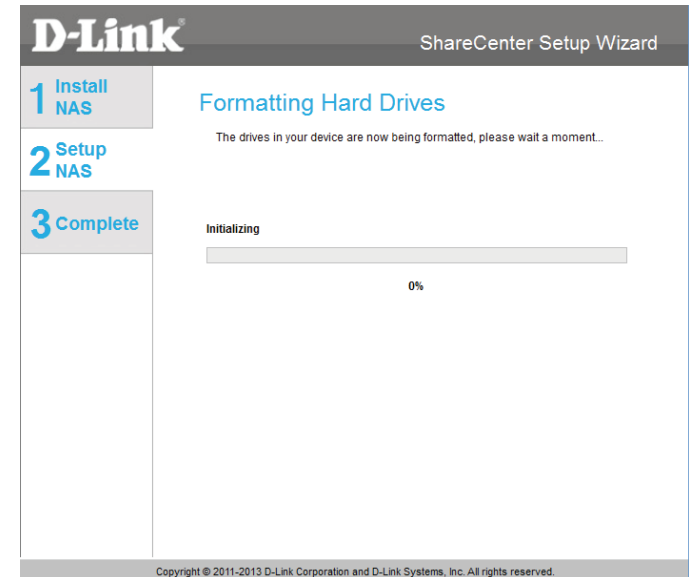 D-Link®
ShareCenter Setup Wizard
1 Install
NAS
2 Setup
NAS
3 Complete
Formatting Hard Drives
The drives in your device are now being formatted, please wait a moment...
Initializing
0%
Copyright © 2011-2013 D-Link Corporation and D-Link Systems, Inc. All rights reserved.